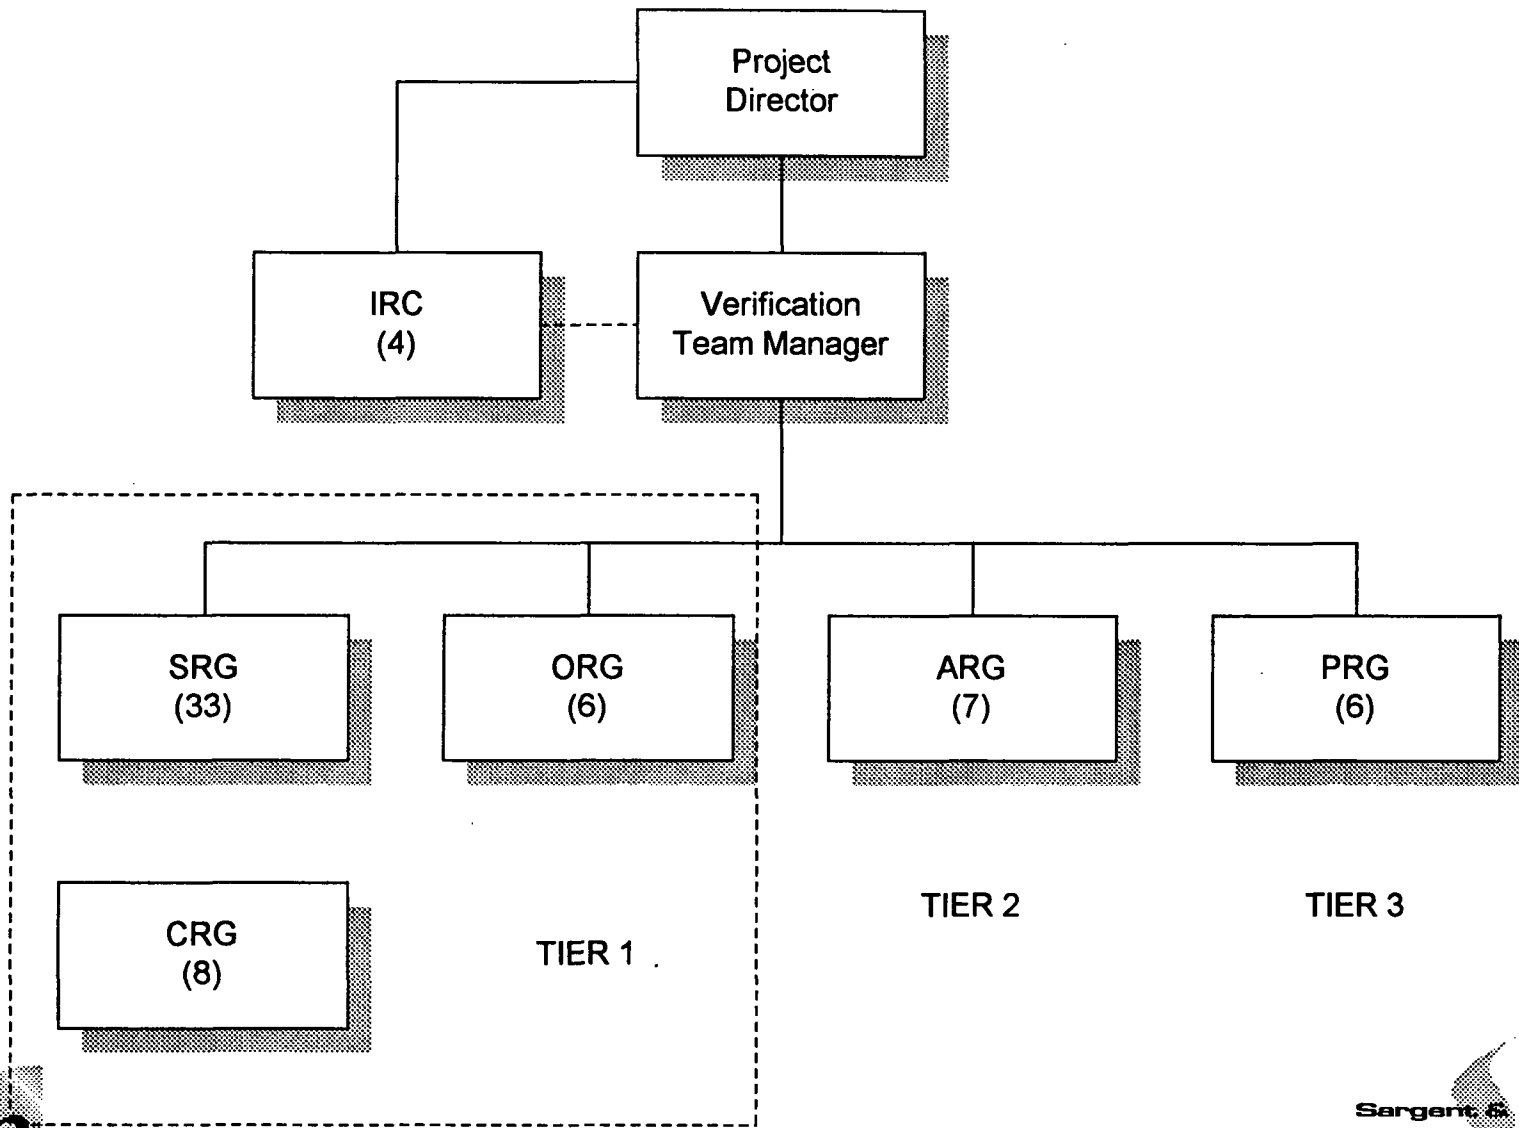 Project
Director
IRC
(4)
Verification
Team Manager
SRG
(33)
ORG
(6)
ARG
(7)
PRG
(6)
CRG
(8)
TIER 1
TIER 2
TIER 3
Sargent &